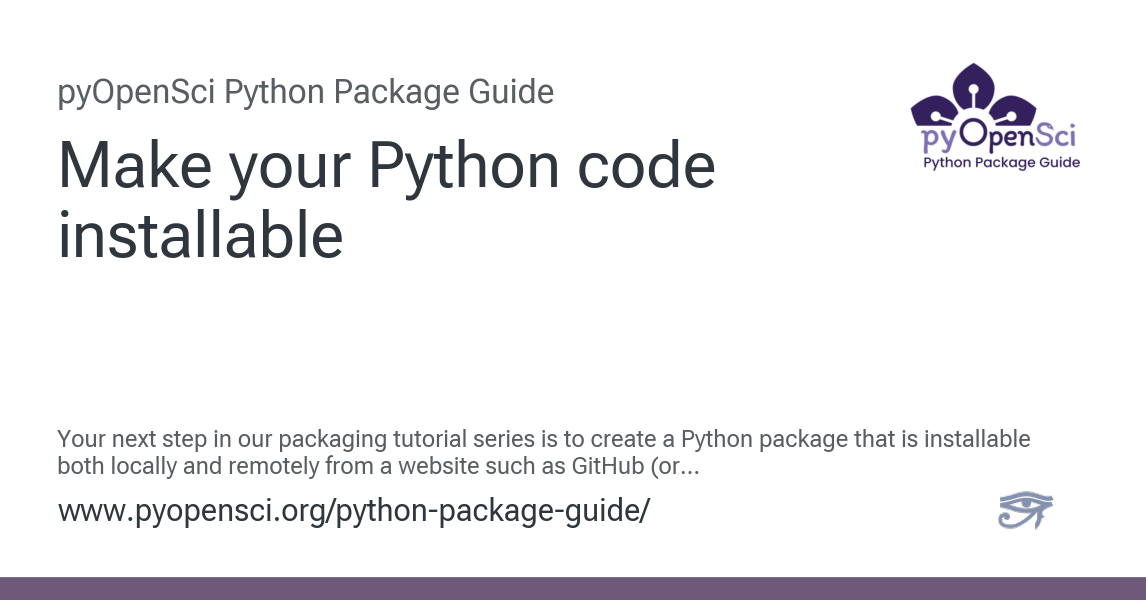 pyOpenSci Python Package Guide
Make your Python code
installable
pyOpenSci
Python Package Guide
Your next step in our packaging tutorial series is to create a Python package that is installable
both locally and remotely from a website such as GitHub (or...
www.pyopensci.org/python-package-guide/